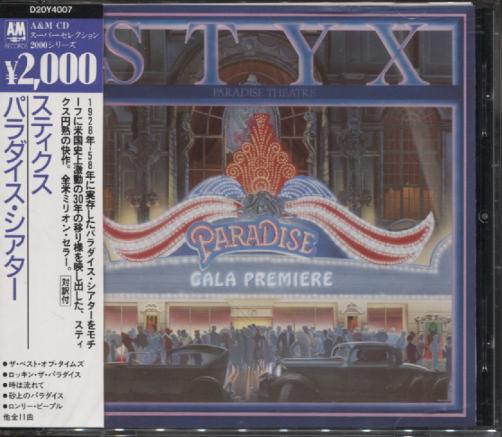 D20Y4007
A&M
RECORDS
A&M CD
スーパーセレクション
2000シリーズ
¥2,000
スティクス
パラダイス・シアター
1928年〜58年に実存したパラダイス・シアターをモチ
ーフに米国史上激動の30年の移り様を映し出した、スティ
クス円熟の快作。全米ミリオン・セラー。対訳付
●ザ・ベスト・オブ・タイムズ
●ロッキン・ザ・パラダイス
●時は流れて
●砂上のパラダイス
●ロンリー・ピープル
他全11曲
STYX
PARADISE THEATRE
PARADISE
GALA PREMIERE